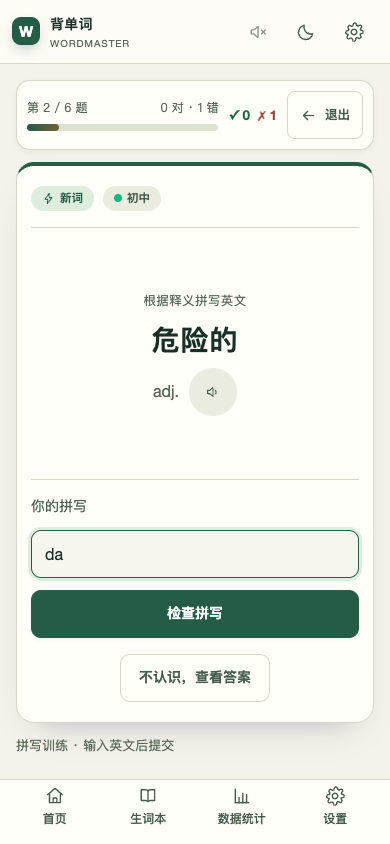 W
背单词
WORDMASTER
第 2 / 6 题
0 对 · 1 错
✓0 ✗1
← 退出
新词
初中
根据释义拼写英文
危险的
adj.
你的拼写
da
检查拼写
不认识，查看答案
拼写训练 · 输入英文后提交
首页
生词本
数据统计
设置